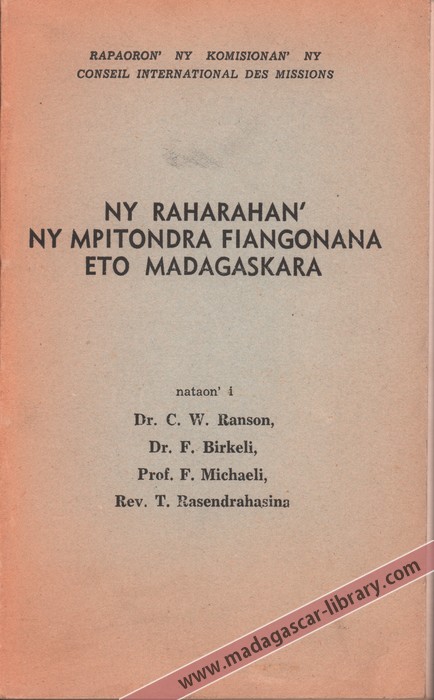 RAPAORON' NY KOMISIONAN' NY
CONSEIL INTERNATIONAL DES MISSIONS
NY RAHARAHAN'
NY MPITONDRA FIANGONANA
ETO MADAGASKARA
nataon' i
Dr. C. W. Ranson,
Dr. F. Birkeli,
Prof. F. Michaeli,
Rev. T. Rasendrahasina
www.madagascar-library.com